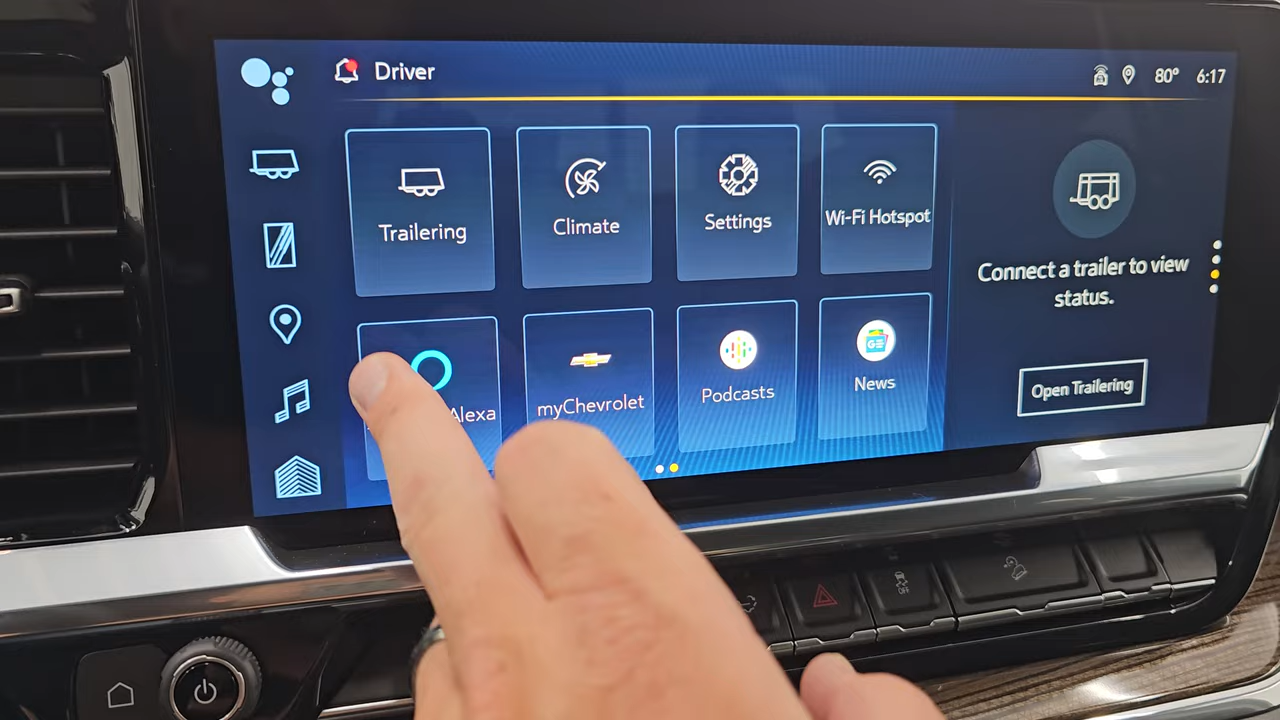 Driver
80° 6:17
Trailering
Climate
Settings
Wi-Fi Hotspot
Connect a trailer to view
status.
Alexa
myChevrolet
Podcasts
News
Open Trailering